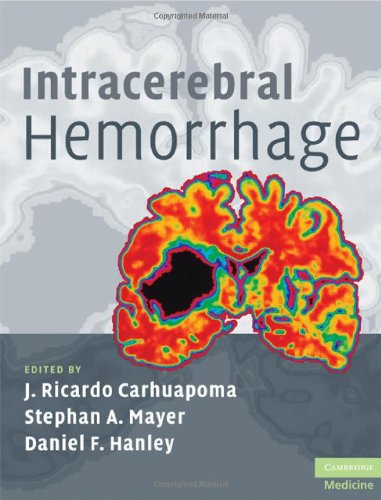 Copyrighted Material
Intracerebral
Hemorrhage
EDITED BY
J. Ricardo Carhuapoma
Stephan A. Mayer
Daniel F. Hanley
CAMBRIDGE
Medicine